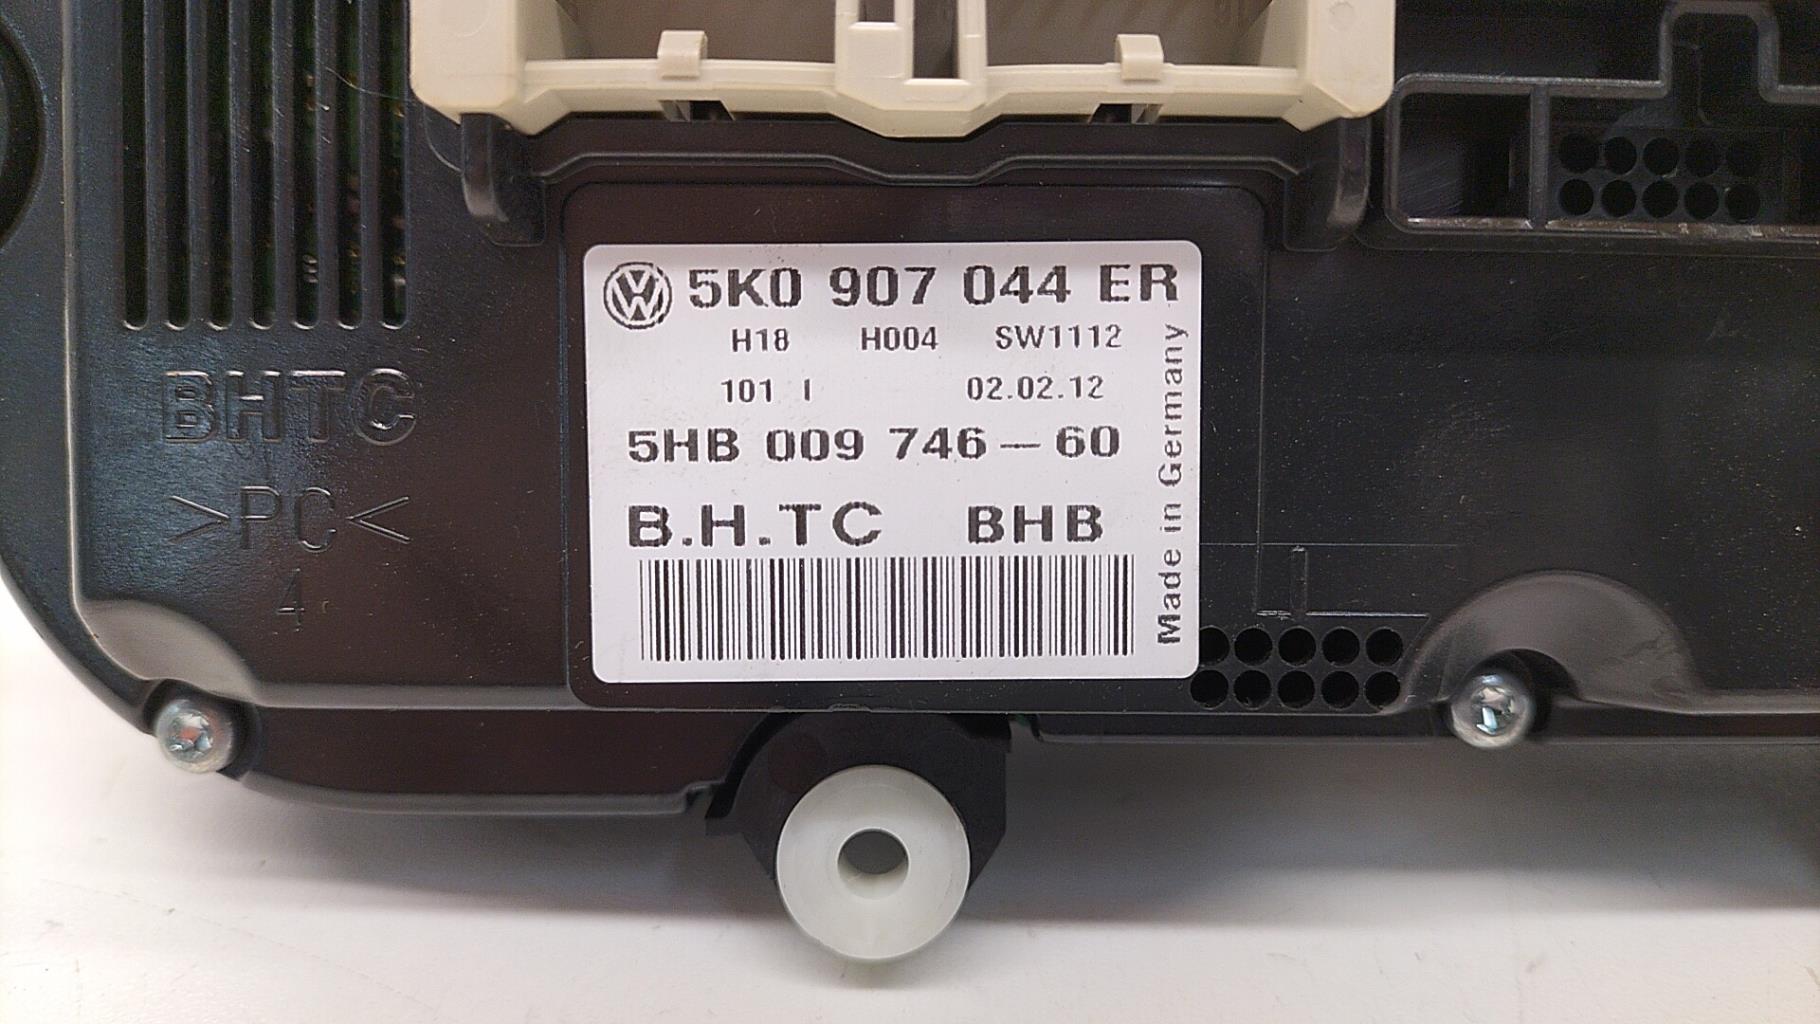 5K0 907 044 ER
H18 H004 SW1112
101 I 02.02.12
5HB 009 746-60
B.H.TC BHB
Made in Germany
BHTC
>PC<
4